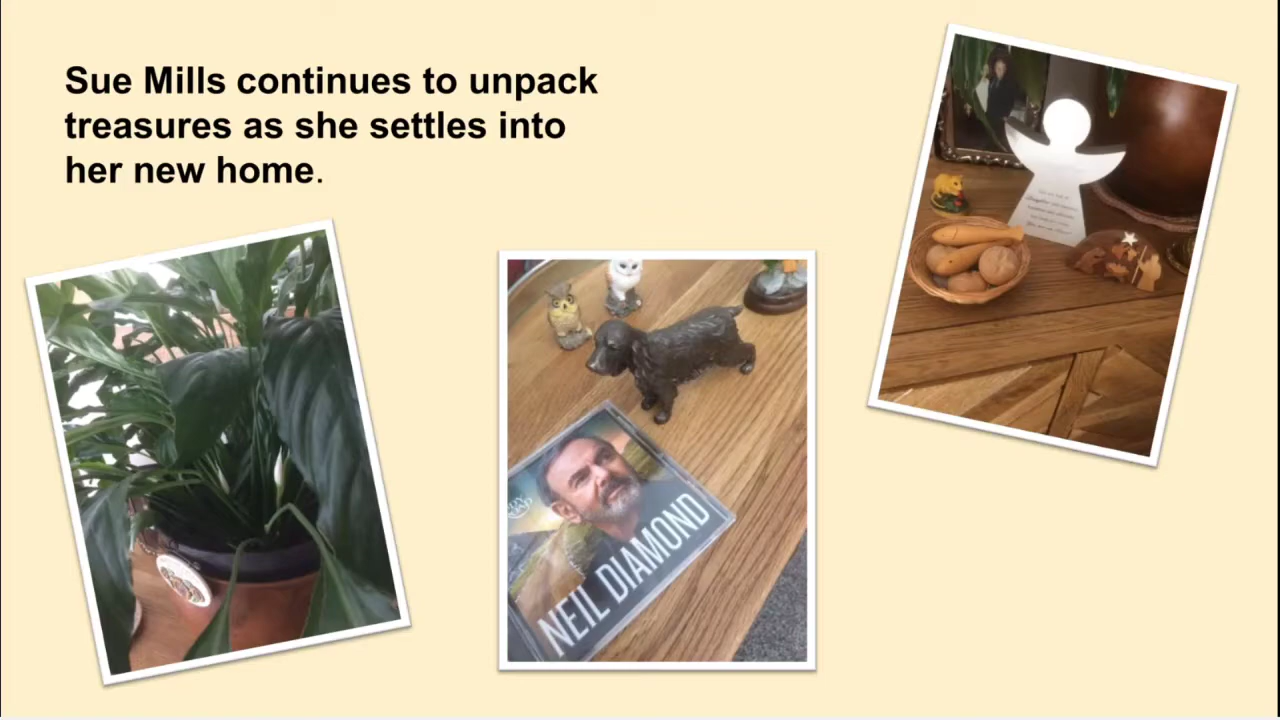 Sue Mills continues to unpack
treasures as she settles into
her new home.
NEIL DIAMOND